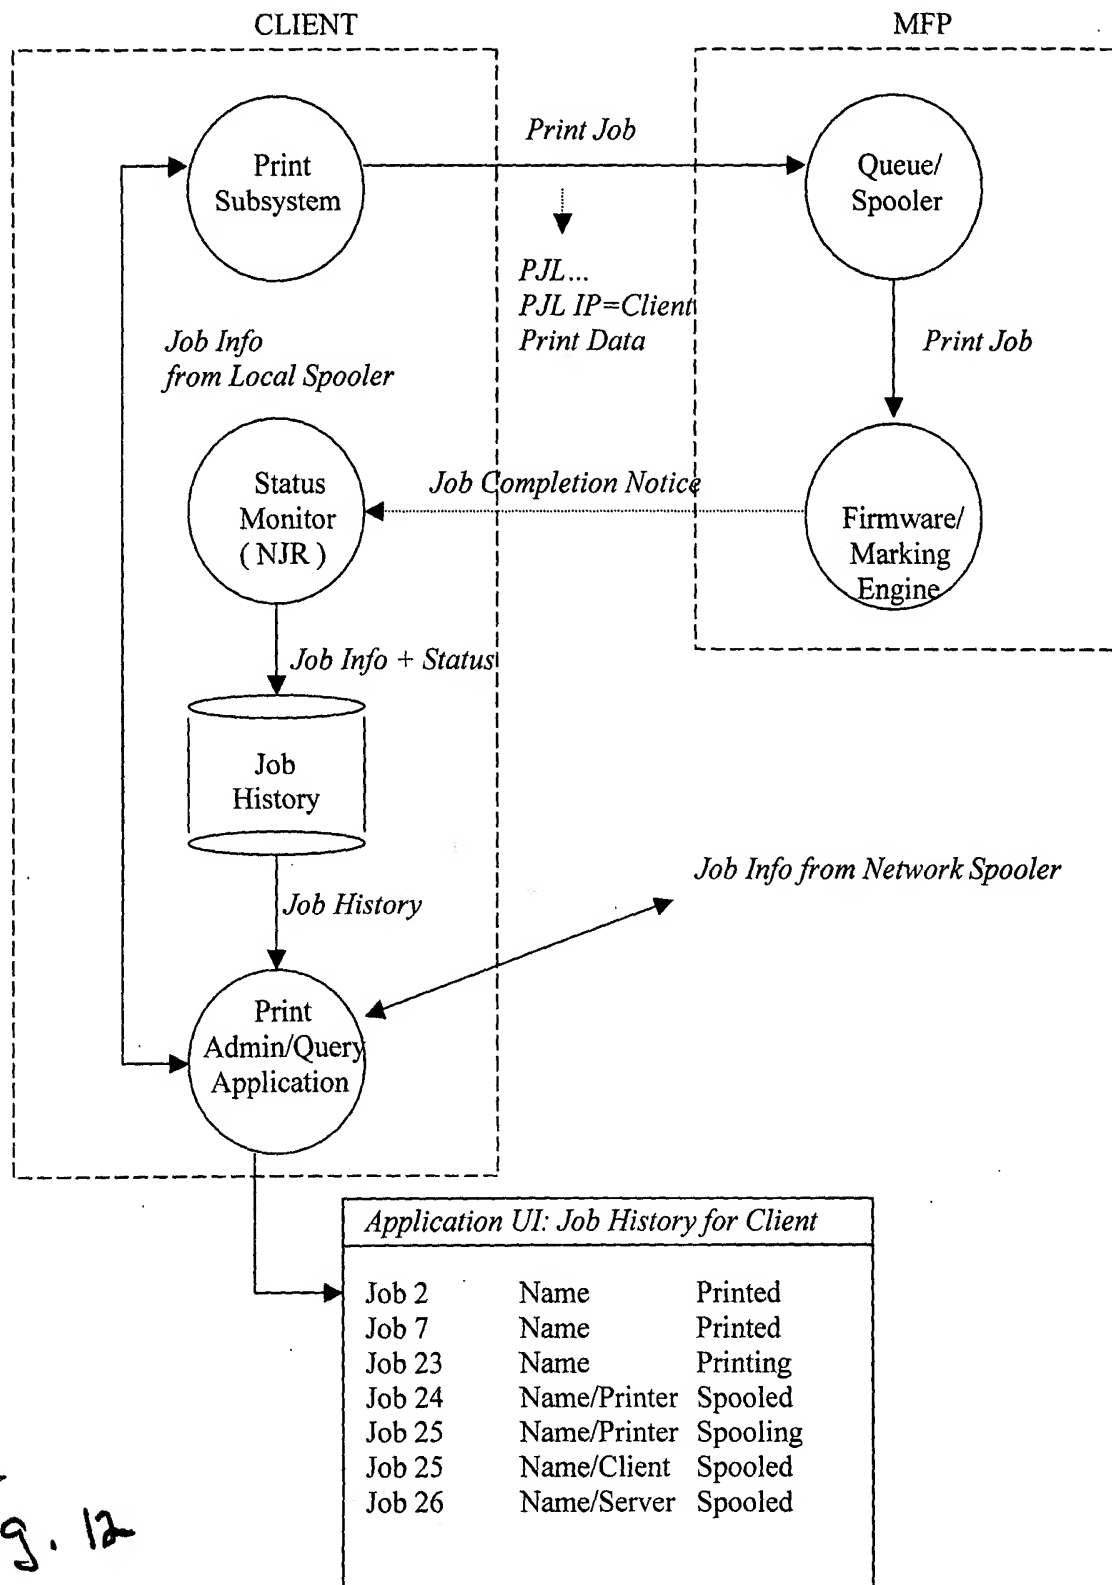 CLIENT
MFP
Print
Subsystem
Print Job
Queue/
Spooler
PJL...
PJL IP=Client
Print Data
Job Info
from Local Spooler
Print Job
Status
Monitor
( NJR )
Job Completion Notice
Firmware/
Marking
Engine
Job Info + Status
Job
History
Job Info from Network Spooler
Job History
Print
Admin/Query
Application
Application UI: Job History for Client
Job 2 Name Printed
Job 7 Name Printed
Job 23 Name Printing
Job 24 Name/Printer Spooled
Job 25 Name/Printer Spooling
Job 25 Name/Client Spooled
Job 26 Name/Server Spooled
g. 12